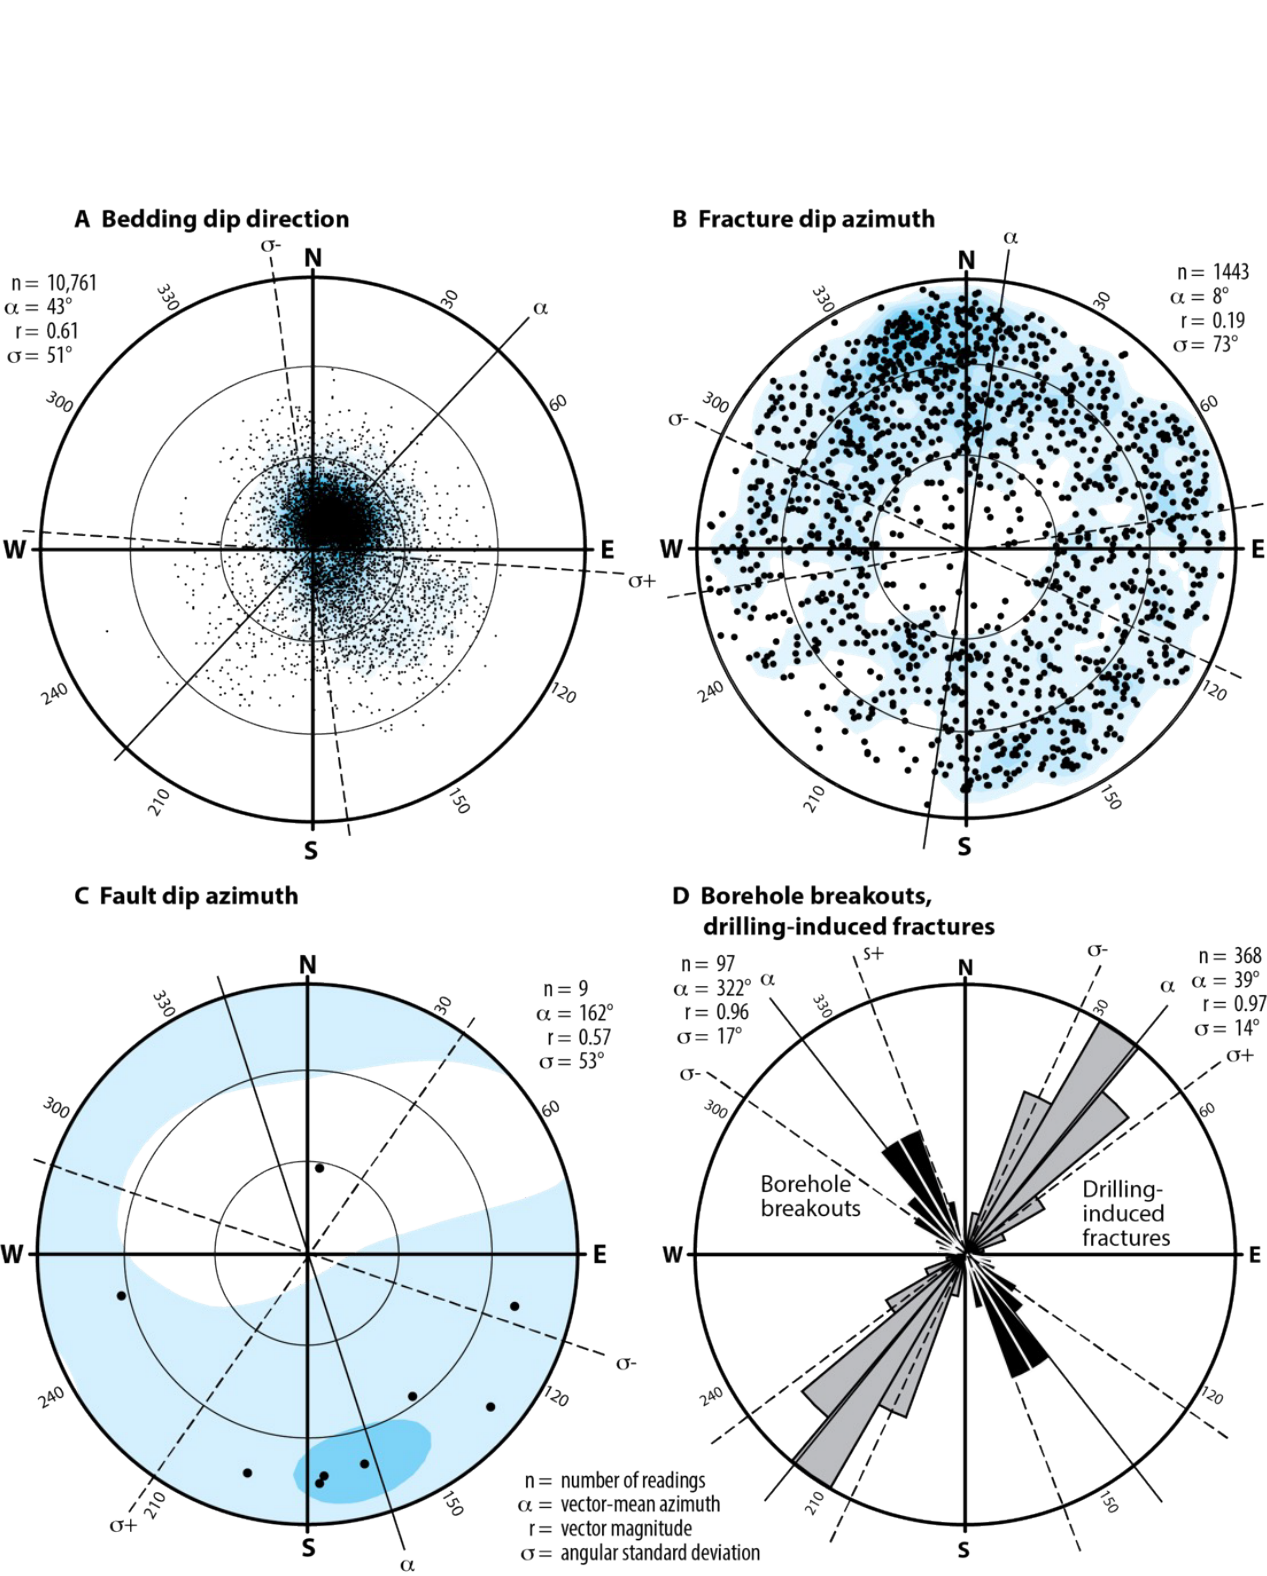 A Bedding dip direction
n = 10,761
α = 43°
r = 0.61
σ = 51°
σ-
N
330
30
α
300
60
W
E
σ+
240
120
210
150
S
B Fracture dip azimuth
n = 1443
α = 8°
r = 0.19
σ = 73°
α
N
330
30
300
60
σ-
W
E
240
120
210
150
S
C Fault dip azimuth
n = 9
α = 162°
r = 0.57
σ = 53°
N
330
30
300
60
W
E
σ-
240
120
σ+
210
150
S
α
D Borehole breakouts,
drilling-induced fractures
n = 97
α = 322°
r = 0.96
σ = 17°
α
s+
N
σ-
α
n = 368
α = 39°
r = 0.97
σ = 14°
σ+
σ-
330
30
300
60
Borehole
breakouts
Drilling-
induced
fractures
W
E
240
120
210
150
S
n = number of readings
α = vector-mean azimuth
r = vector magnitude
σ = angular standard deviation